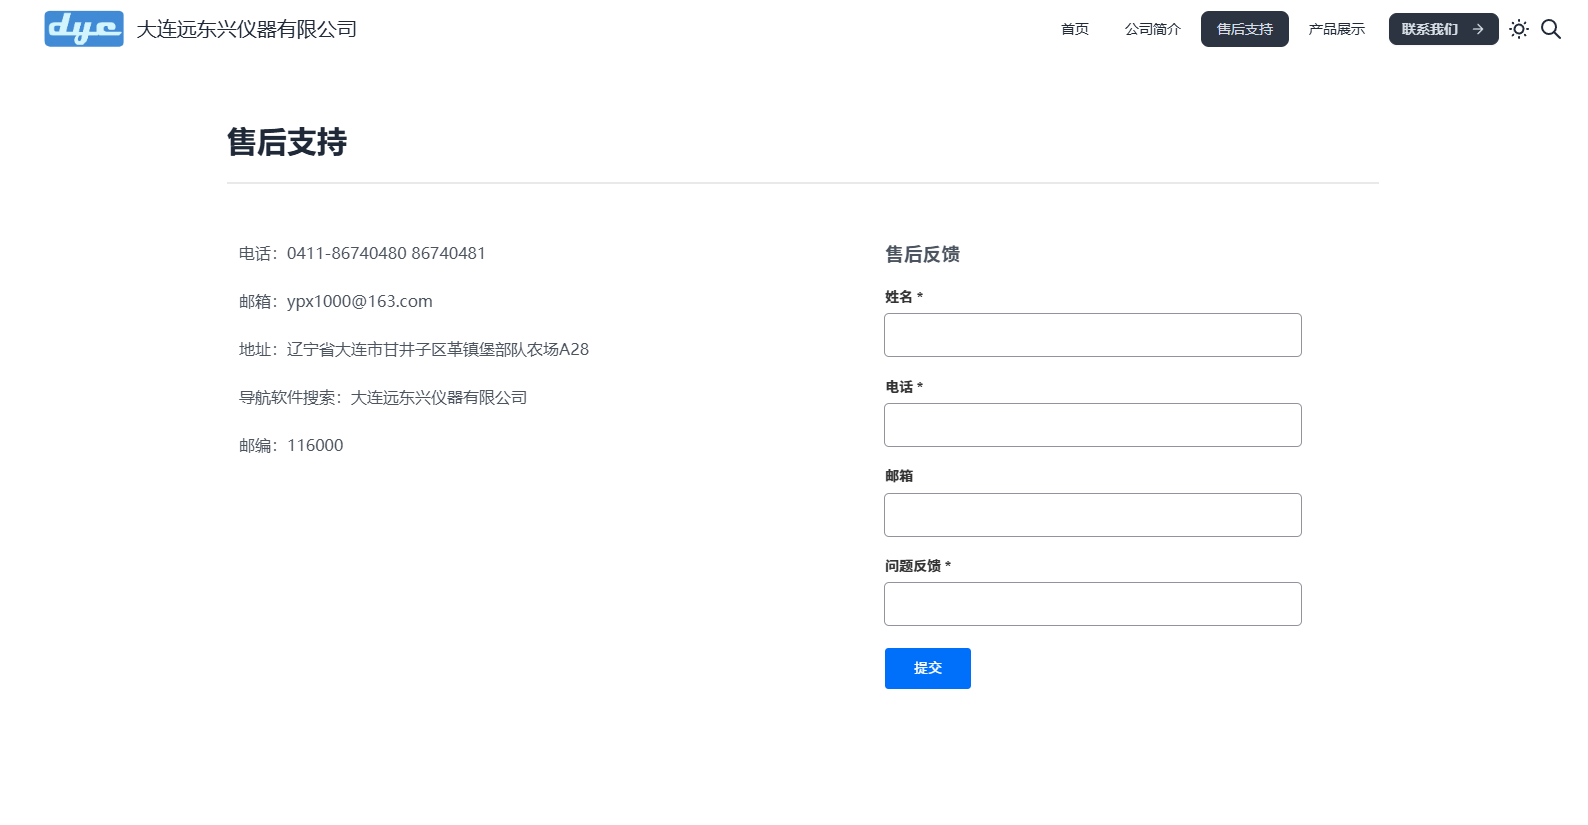 dyc 大连远东兴仪器有限公司 首页 公司简介 售后支持 产品展示 联系我们
售后支持
电话：0411-86740480 86740481
邮箱：ypx1000@163.com
地址：辽宁省大连市甘井子区革镇堡部队农场A28
导航软件搜索：大连远东兴仪器有限公司
邮编：116000
售后反馈
姓名 *
电话 *
邮箱
问题反馈 *
提交